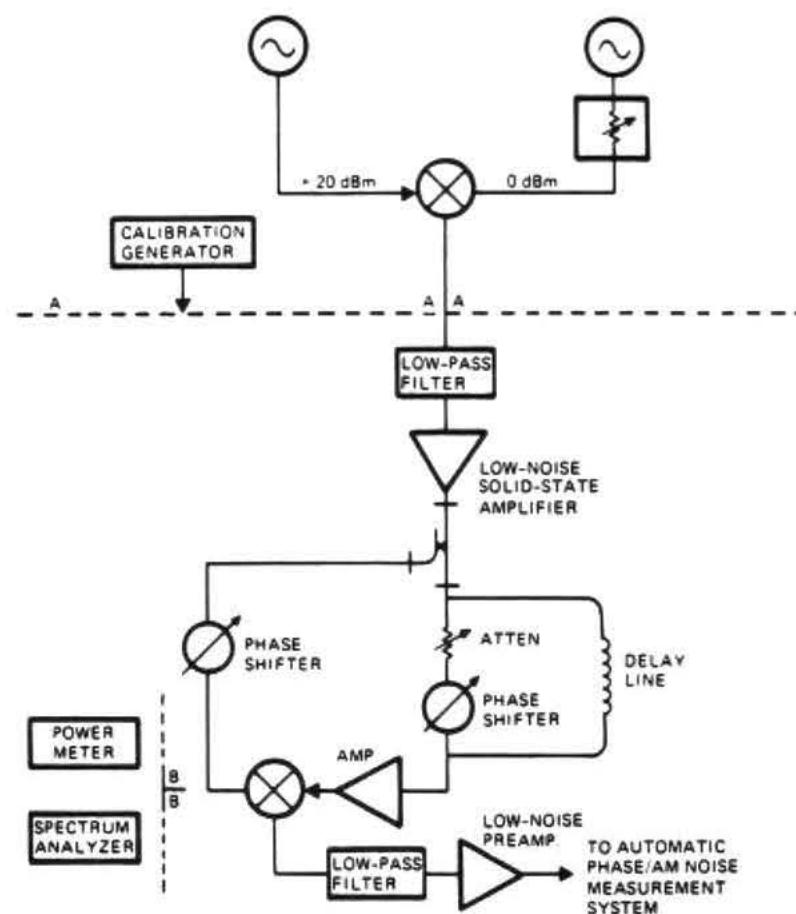 + 20 dBm
0 dBm
CALIBRATION
GENERATOR
A
A
A
LOW-PASS
FILTER
LOW-NOISE
SOLID-STATE
AMPLIFIER
PHASE
SHIFTER
ATTEN
DELAY
LINE
PHASE
SHIFTER
POWER
METER
B
B
AMP
SPECTRUM
ANALYZER
LOW-NOISE
PREAMP.
LOW-PASS
FILTER
TO AUTOMATIC
PHASE/AM NOISE
MEASUREMENT
SYSTEM